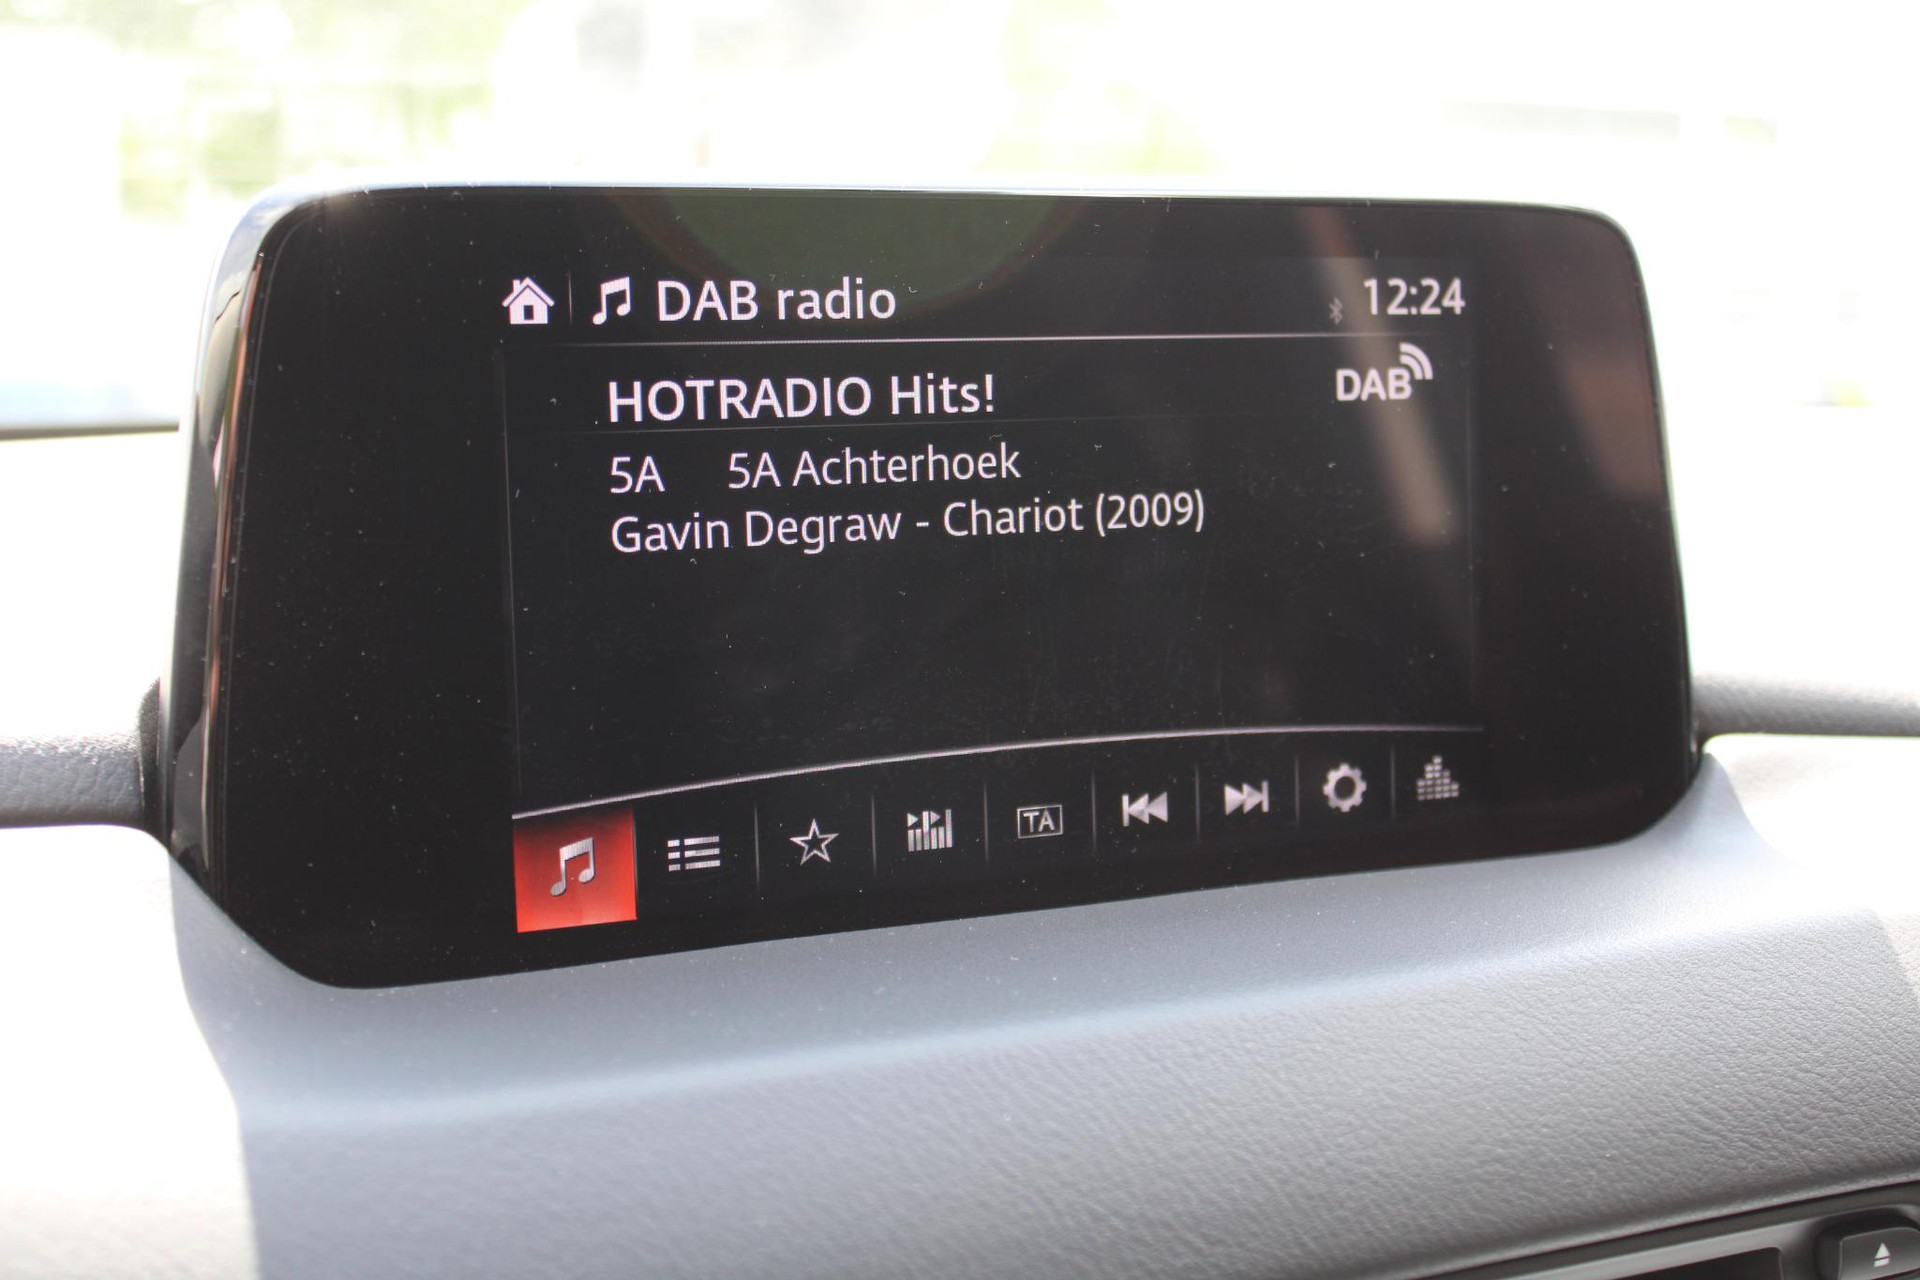 DAB radio 12:24
HOTRADIO Hits! DAB
5A 5A Achterhoek
Gavin Degraw - Chariot (2009)
TA